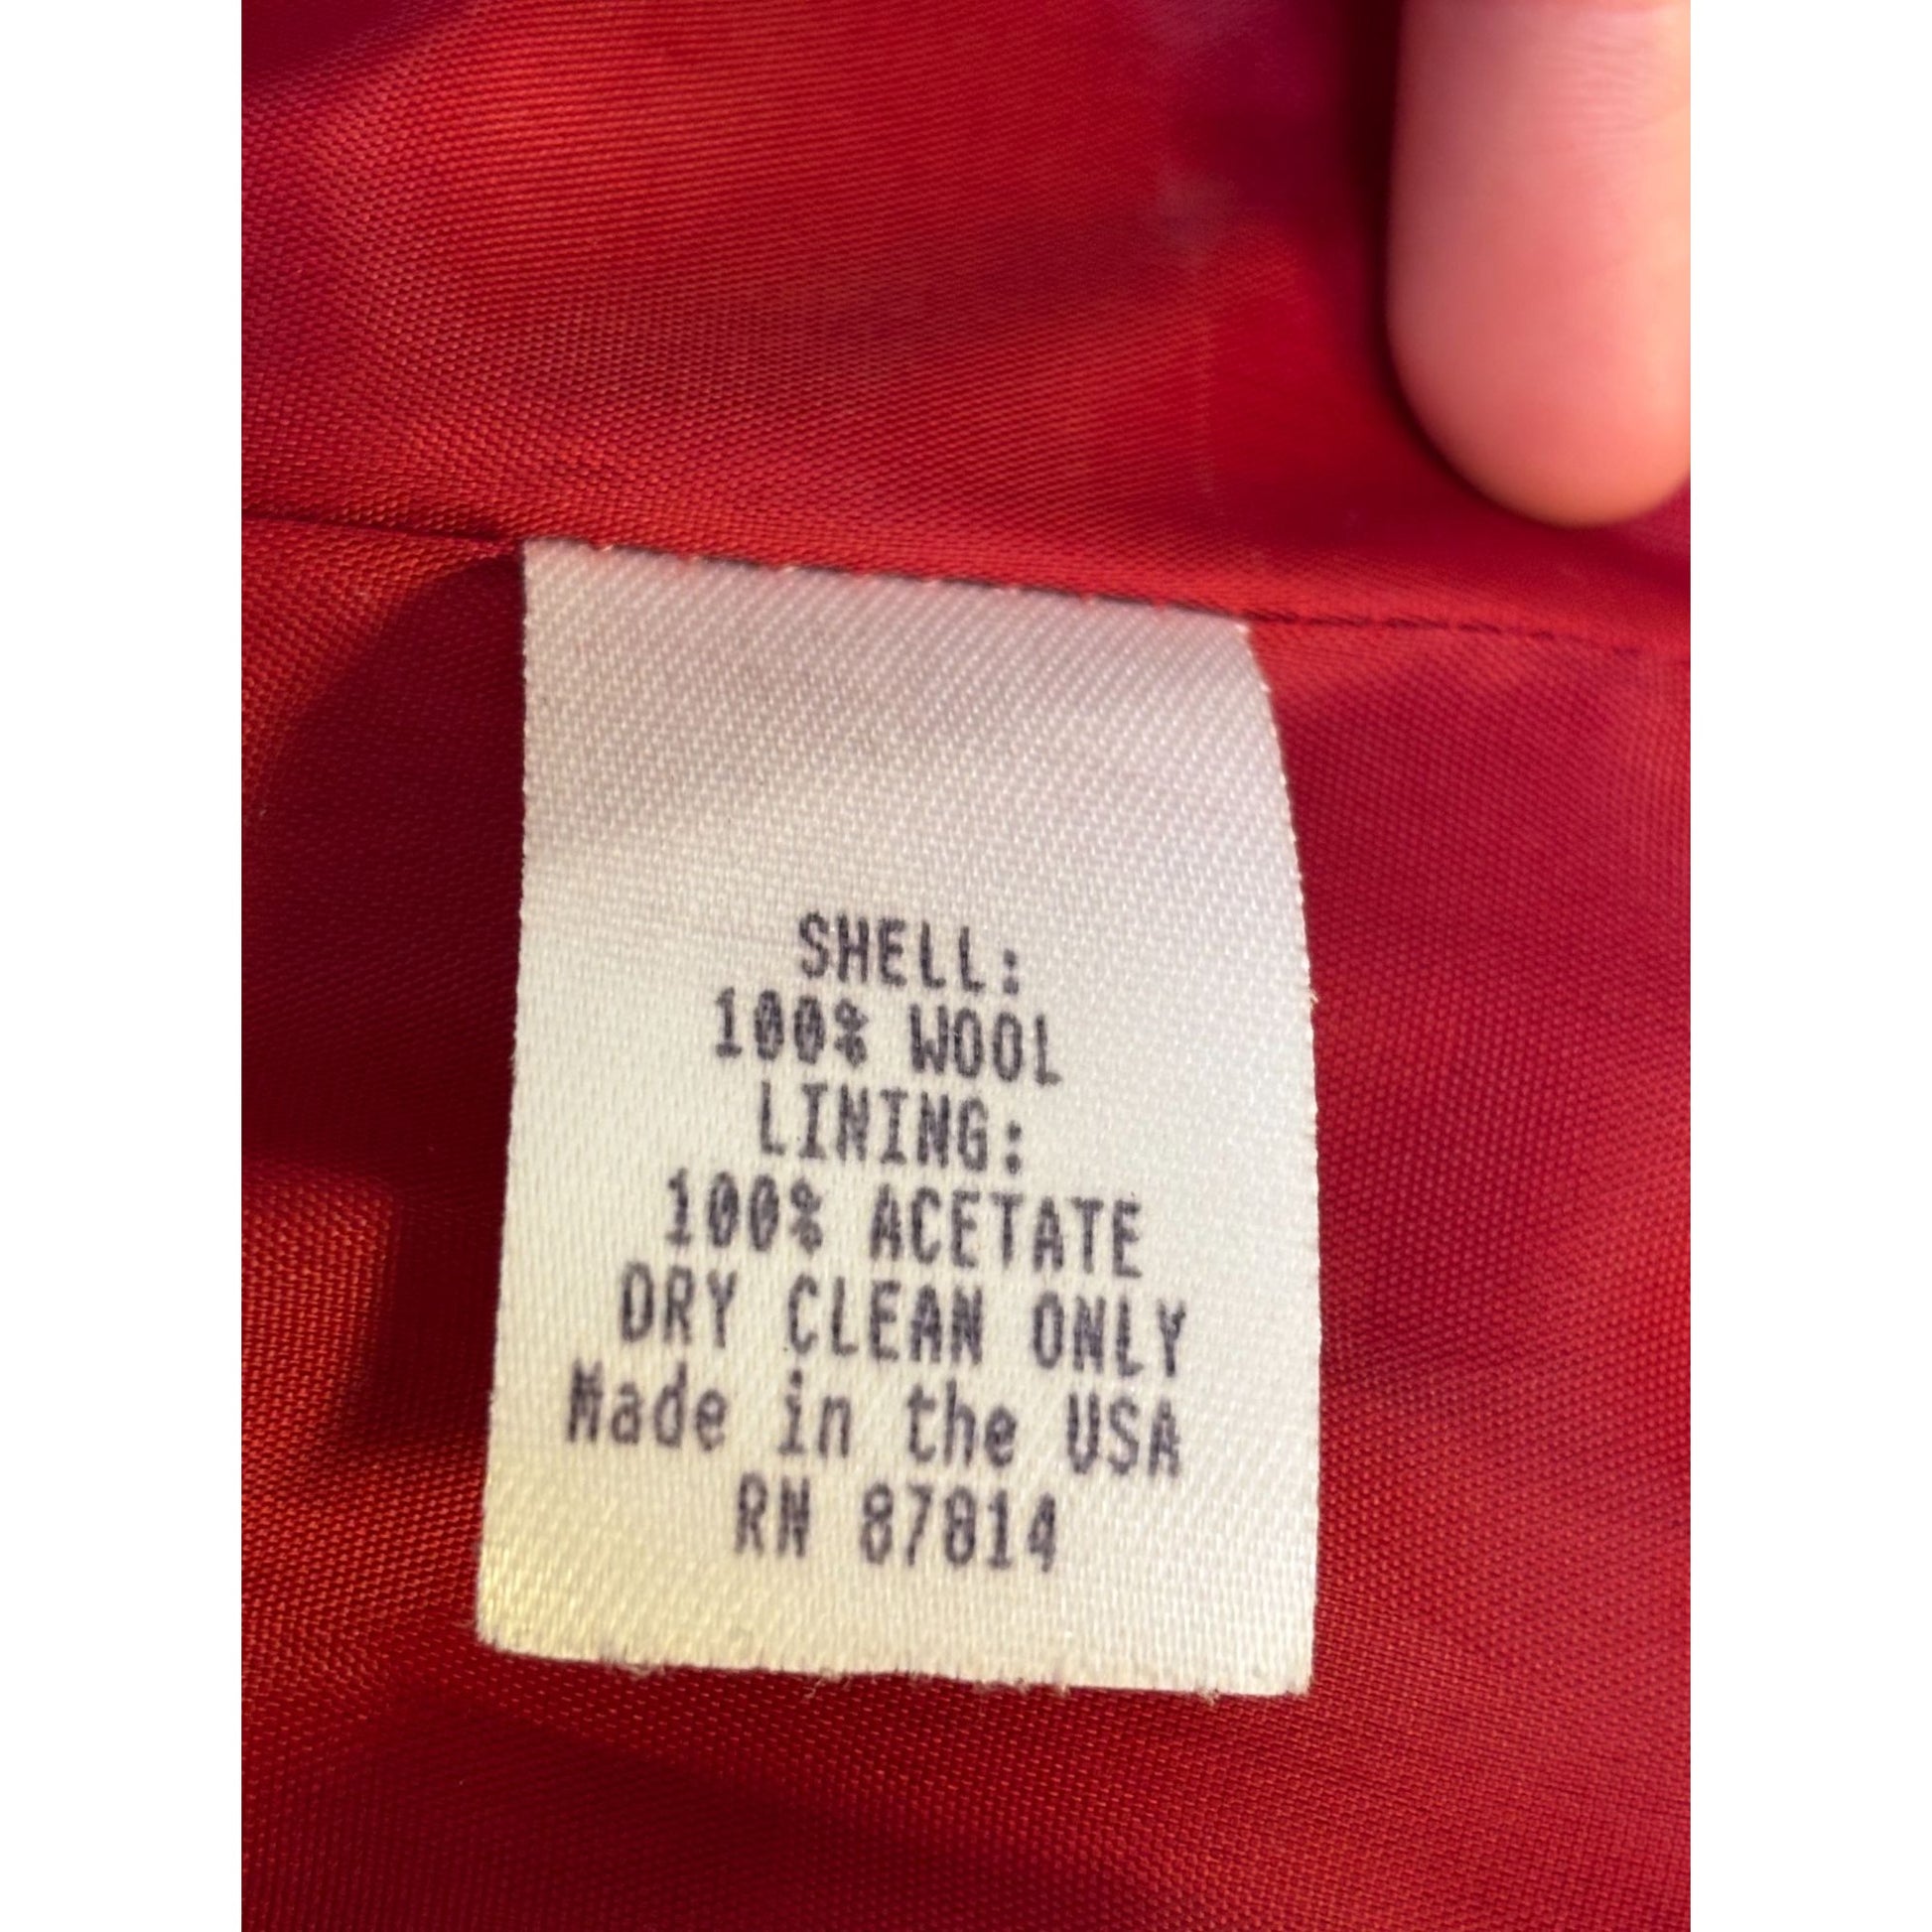 SHELL:
100% WOOL
LINING:
100% ACETATE
DRY CLEAN ONLY
Made in the USA
RN 87814